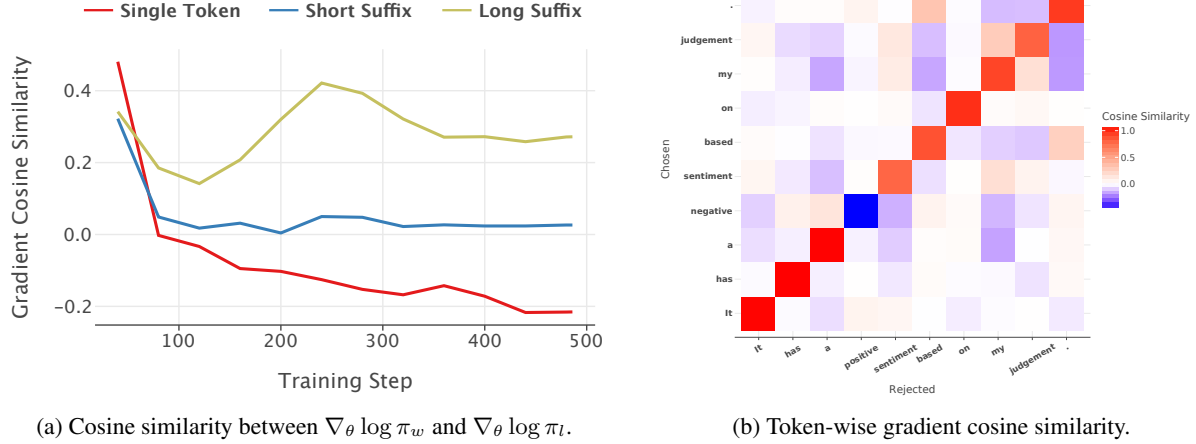 Single Token Short Suffix Long Suffix
Gradient Cosine Similarity
0.4
0.2
0.0
−0.2
100 200 300 400 500
Training Step
(a) Cosine similarity between ∇θ log πw and ∇θ log πl.
Chosen
.
judgement
my
on
based
sentiment
negative
a
has
It
It has a positive sentiment based on my judgement .
Rejected
Cosine Similarity
1.0
0.5
0.0
(b) Token-wise gradient cosine similarity.